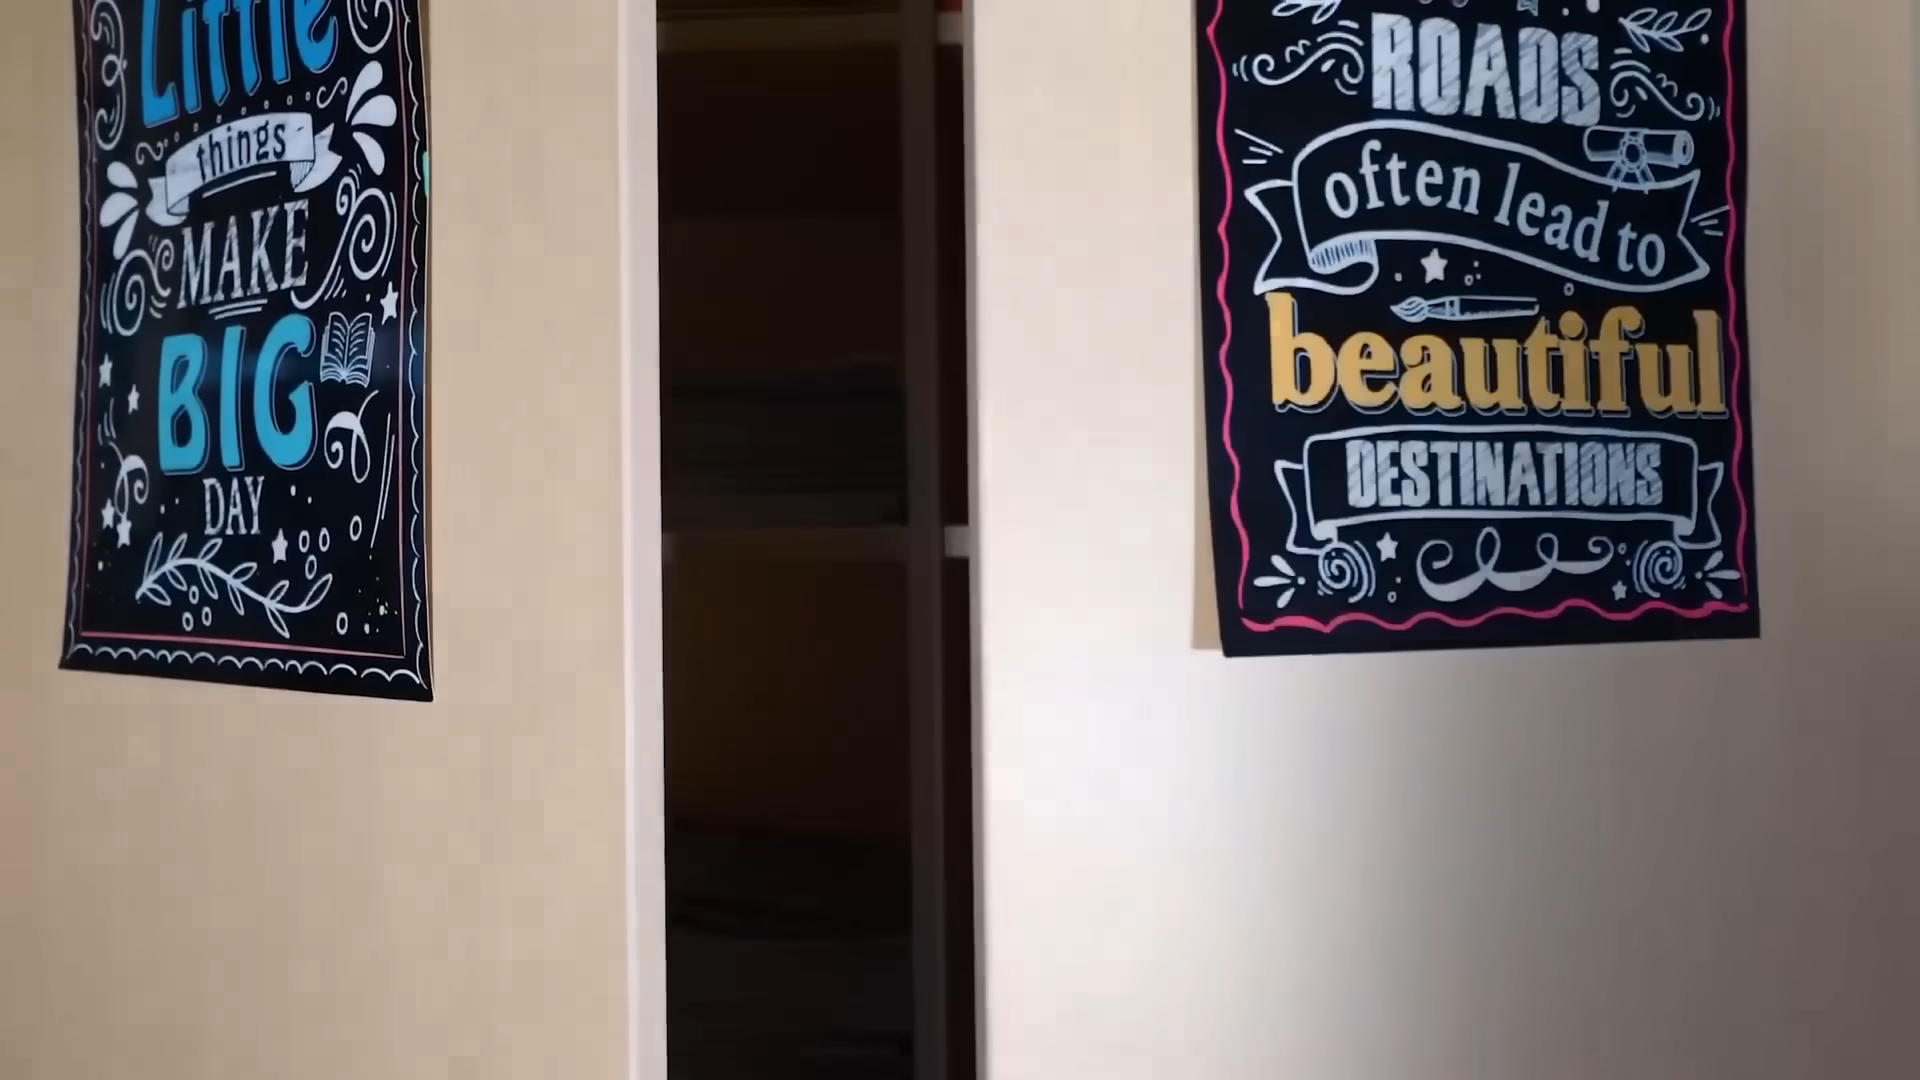 Little
things
MAKE
BIG
DAY
ROADS
often lead to
beautiful
DESTINATIONS